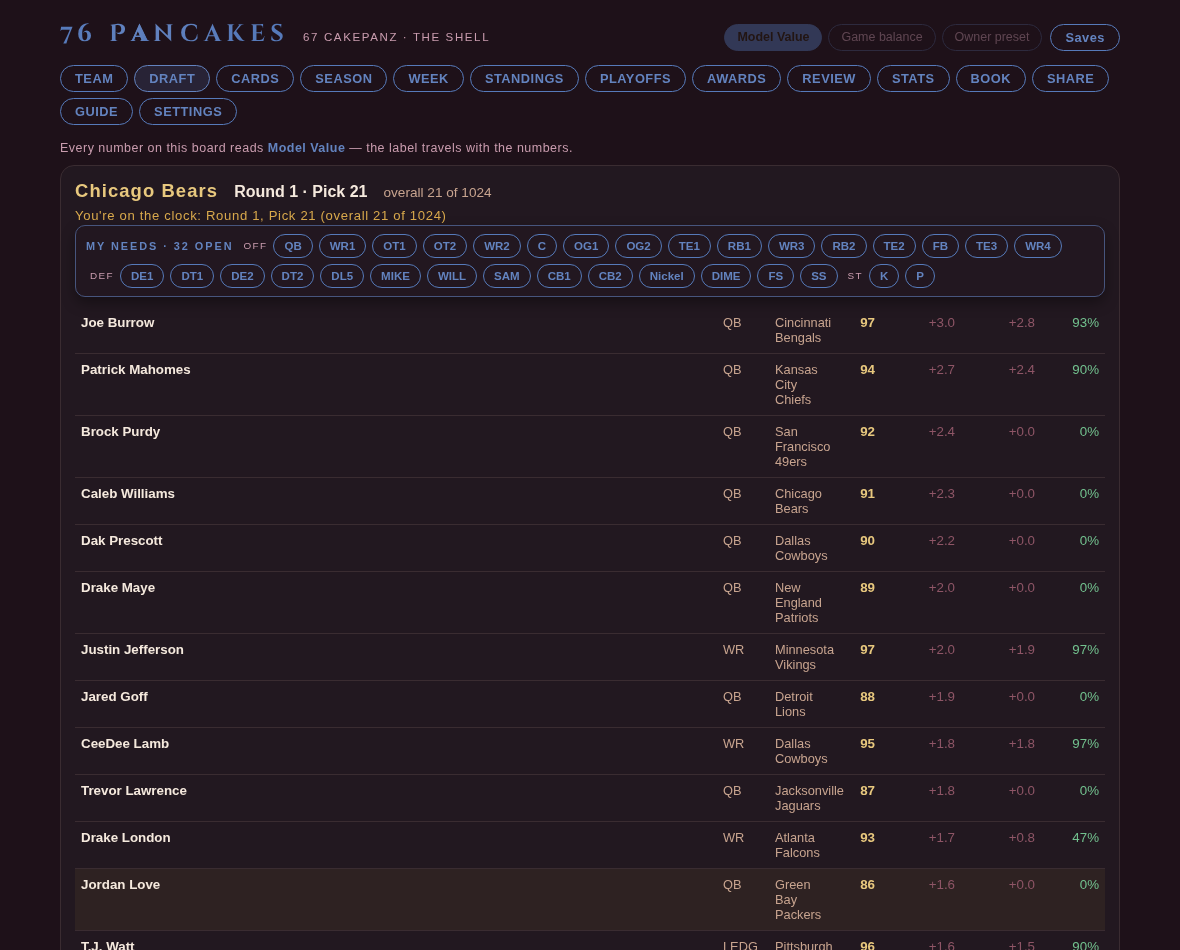 76 PANCAKES 67 CAKEPANZ · THE SHELL Model Value Game balance Owner preset Saves
TEAM DRAFT CARDS SEASON WEEK STANDINGS PLAYOFFS AWARDS REVIEW STATS BOOK SHARE
GUIDE SETTINGS
Every number on this board reads Model Value — the label travels with the numbers.
Chicago Bears Round 1 · Pick 21 overall 21 of 1024
You're on the clock: Round 1, Pick 21 (overall 21 of 1024)
MY NEEDS · 32 OPEN OFF QB WR1 OT1 OT2 WR2 C OG1 OG2 TE1 RB1 WR3 RB2 TE2 FB TE3 WR4
DEF DE1 DT1 DE2 DT2 DL5 MIKE WILL SAM CB1 CB2 Nickel DIME FS SS ST K P
Joe Burrow QB Cincinnati 97 +3.0 +2.8 93%
Bengals
Patrick Mahomes QB Kansas 94 +2.7 +2.4 90%
City
Chiefs
Brock Purdy QB San 92 +2.4 +0.0 0%
Francisco
49ers
Caleb Williams QB Chicago 91 +2.3 +0.0 0%
Bears
Dak Prescott QB Dallas 90 +2.2 +0.0 0%
Cowboys
Drake Maye QB New 89 +2.0 +0.0 0%
England
Patriots
Justin Jefferson WR Minnesota 97 +2.0 +1.9 97%
Vikings
Jared Goff QB Detroit 88 +1.9 +0.0 0%
Lions
CeeDee Lamb WR Dallas 95 +1.8 +1.8 97%
Cowboys
Trevor Lawrence QB Jacksonville 87 +1.8 +0.0 0%
Jaguars
Drake London WR Atlanta 93 +1.7 +0.8 47%
Falcons
Jordan Love QB Green 86 +1.6 +0.0 0%
Bay
Packers
T.J. Watt LEDG Pittsburgh 96 +1.6 +1.5 90%